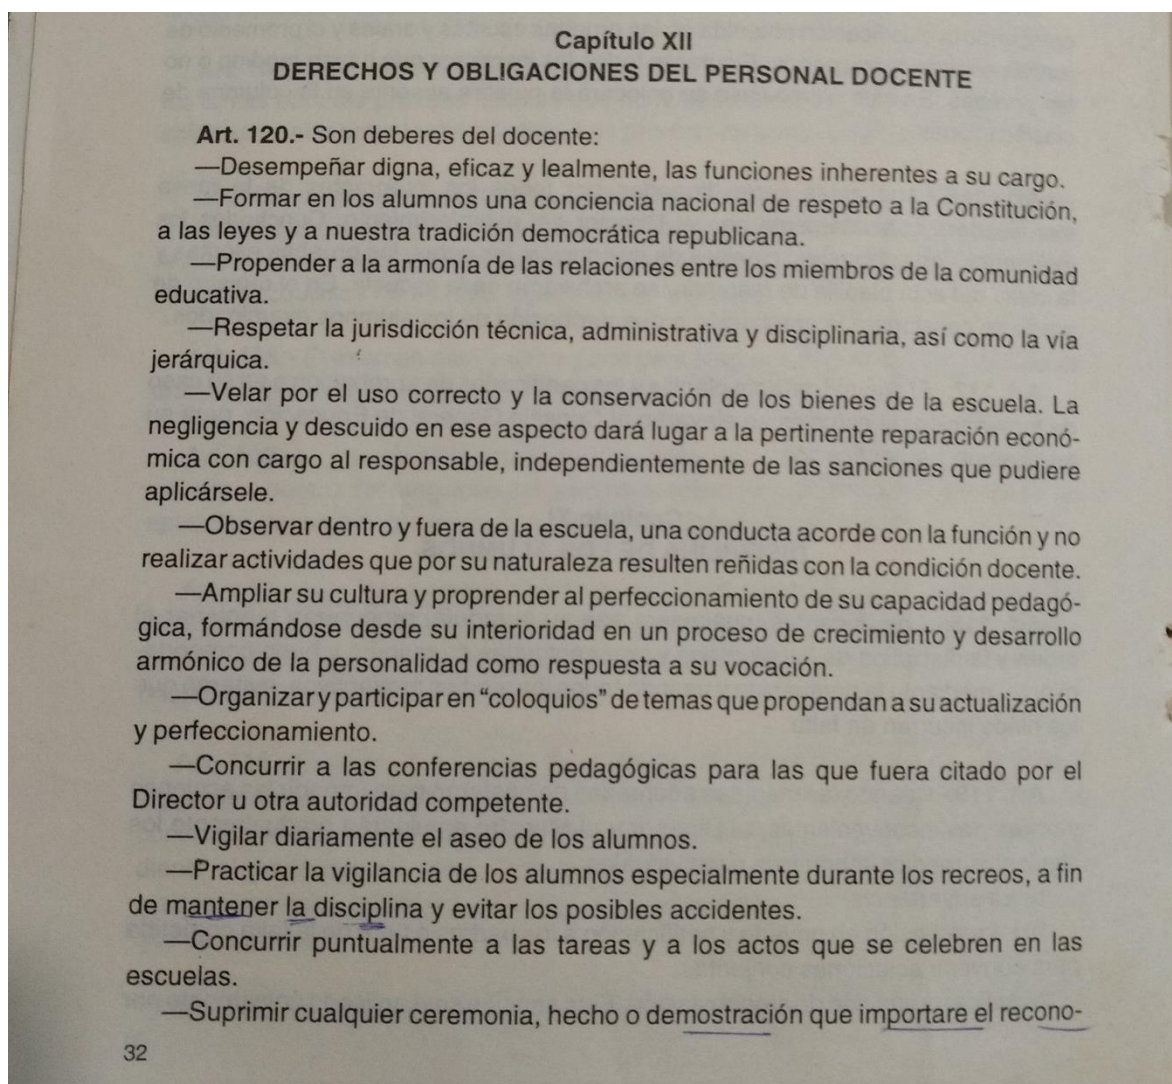 Capítulo XII
DERECHOS Y OBLIGACIONES DEL PERSONAL DOCENTE
Art. 120.- Son deberes del docente:
—Desempeñar digna, eficaz y lealmente, las funciones inherentes a su cargo.
—Formar en los alumnos una conciencia nacional de respeto a la Constitución,
a las leyes y a nuestra tradición democrática republicana.
—Propender a la armonía de las relaciones entre los miembros de la comunidad
educativa.
—Respetar la jurisdicción técnica, administrativa y disciplinaria, así como la vía
jerárquica.
—Velar por el uso correcto y la conservación de los bienes de la escuela. La
negligencia y descuido en ese aspecto dará lugar a la pertinente reparación econó-
mica con cargo al responsable, independientemente de las sanciones que pudiere
aplicársele.
—Observar dentro y fuera de la escuela, una conducta acorde con la función y no
realizar actividades que por su naturaleza resulten reñidas con la condición docente.
—Ampliar su cultura y proprender al perfeccionamiento de su capacidad pedagó-
gica, formándose desde su interioridad en un proceso de crecimiento y desarrollo
armónico de la personalidad como respuesta a su vocación.
—Organizar y participar en “coloquios” de temas que propendan a su actualización
y perfeccionamiento.
—Concurrir a las conferencias pedagógicas para las que fuera citado por el
Director u otra autoridad competente.
—Vigilar diariamente el aseo de los alumnos.
—Practicar la vigilancia de los alumnos especialmente durante los recreos, a fin
de mantener la disciplina y evitar los posibles accidentes.
—Concurrir puntualmente a las tareas y a los actos que se celebren en las
escuelas.
—Suprimir cualquier ceremonia, hecho o demostración que importare el recono-
32